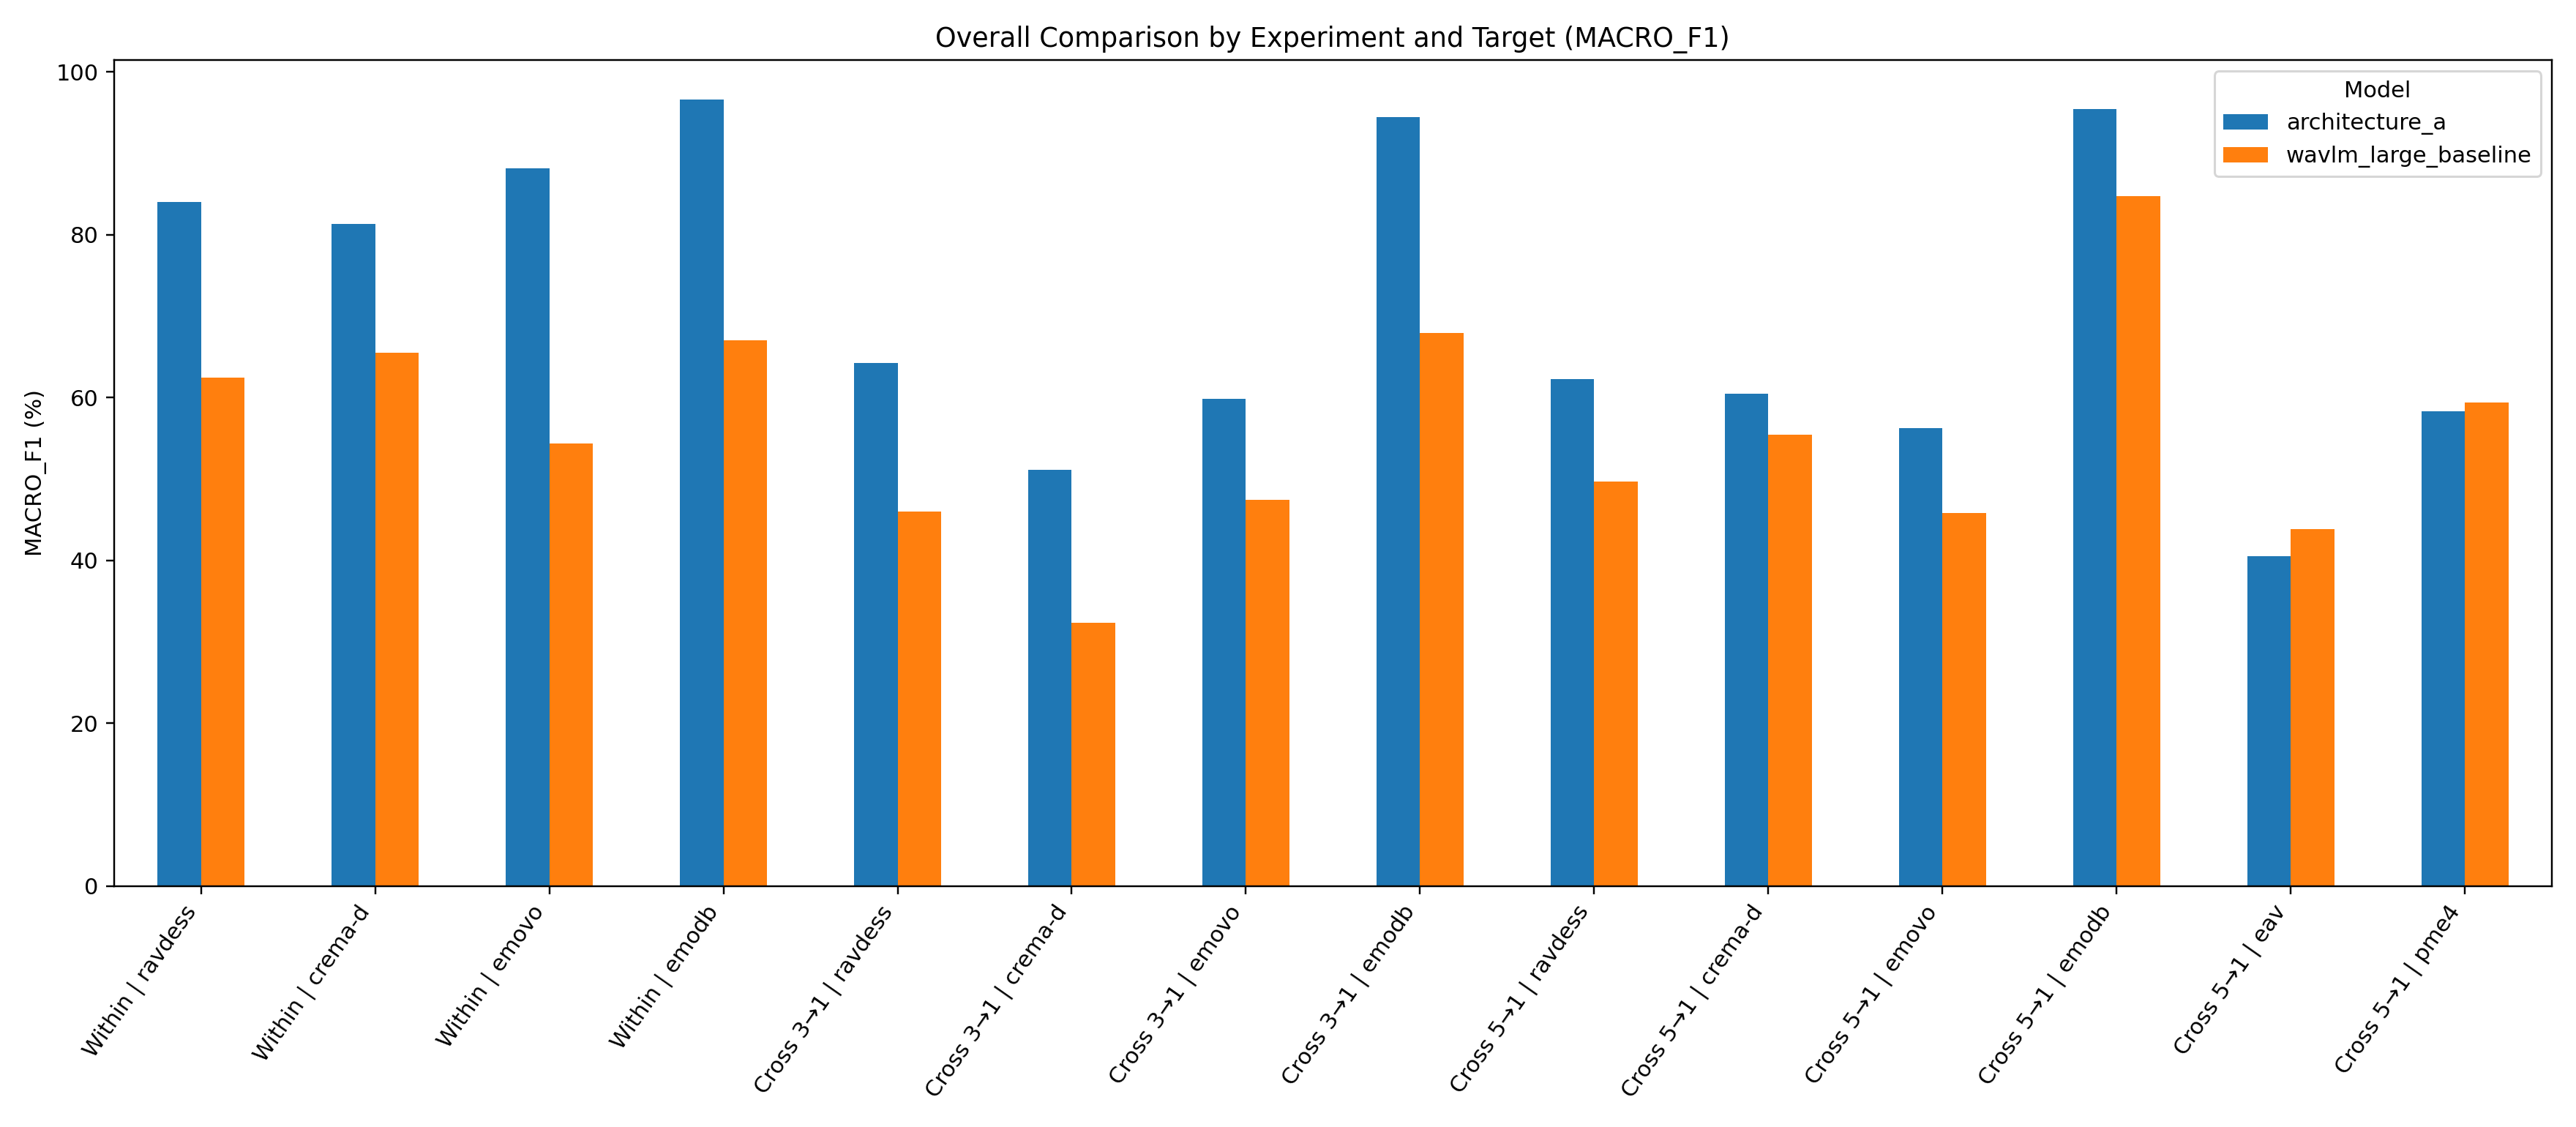 Overall Comparison by Experiment and Target (MACRO_F1)
Model
architecture_a
wavlm_large_baseline
MACRO_F1 (%)
100
80
60
40
20
0
Within | ravdess
Within | crema-d
Within | emovo
Within | emodb
Cross 3→1 | ravdess
Cross 3→1 | crema-d
Cross 3→1 | emovo
Cross 3→1 | emodb
Cross 5→1 | ravdess
Cross 5→1 | crema-d
Cross 5→1 | emovo
Cross 5→1 | emodb
Cross 5→1 | eav
Cross 5→1 | pme4